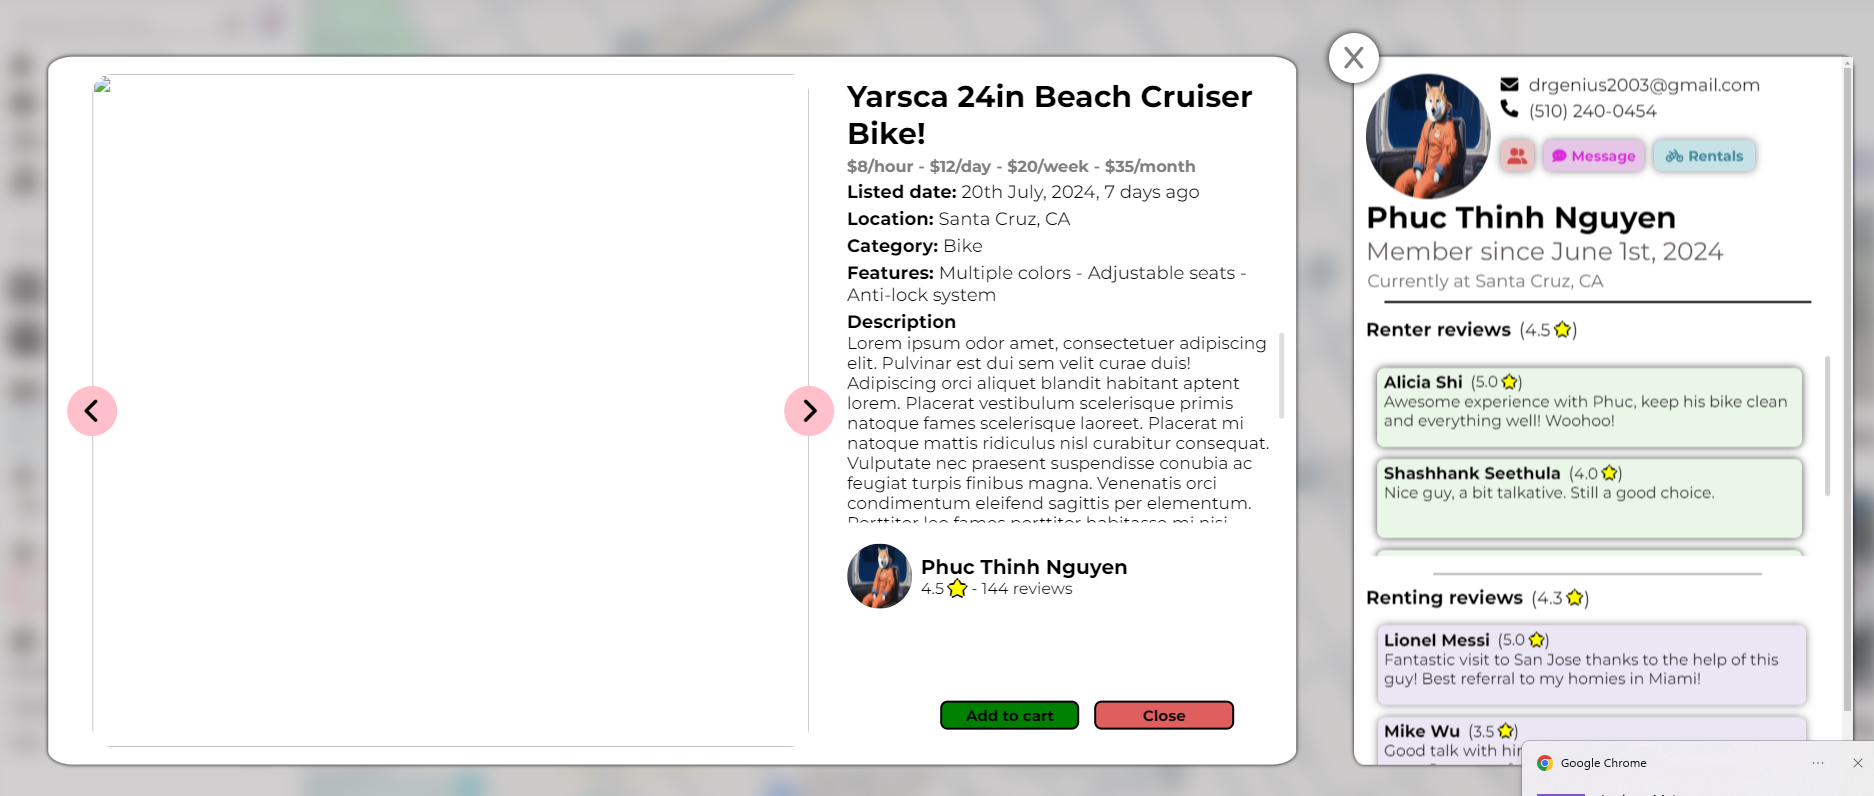 Yarsca 24in Beach Cruiser
Bike!
$8/hour - $12/day - $20/week - $35/month
Listed date: 20th July, 2024, 7 days ago
Location: Santa Cruz, CA
Category: Bike
Features: Multiple colors - Adjustable seats -
Anti-lock system
Description
Lorem ipsum odor amet, consectetuer adipiscing
elit. Pulvinar est dui sem velit curae duis!
Adipiscing orci aliquet blandit habitant aptent
lorem. Placerat vestibulum scelerisque primis
natoque fames scelerisque laoreet. Placerat mi
natoque mattis ridiculus nisl curabitur consequat.
Vulputate nec praesent suspendisse conubia ac
feugiat turpis finibus magna. Venenatis orci
condimentum eleifend sagittis per elementum.
Porttitor leo fames porttitor habitasse mi nisi
Phuc Thinh Nguyen
4.5 - 144 reviews
Add to cart
Close
X
drgenius2003@gmail.com
(510) 240-0454
Message
Rentals
Phuc Thinh Nguyen
Member since June 1st, 2024
Currently at Santa Cruz, CA
Renter reviews (4.5)
Alicia Shi (5.0)
Awesome experience with Phuc, keep his bike clean
and everything well! Woohoo!
Shashhank Seethula (4.0)
Nice guy, a bit talkative. Still a good choice.
Renting reviews (4.3)
Lionel Messi (5.0)
Fantastic visit to San Jose thanks to the help of this
guy! Best referral to my homies in Miami!
Mike Wu (3.5)
Good talk with
Google Chrome